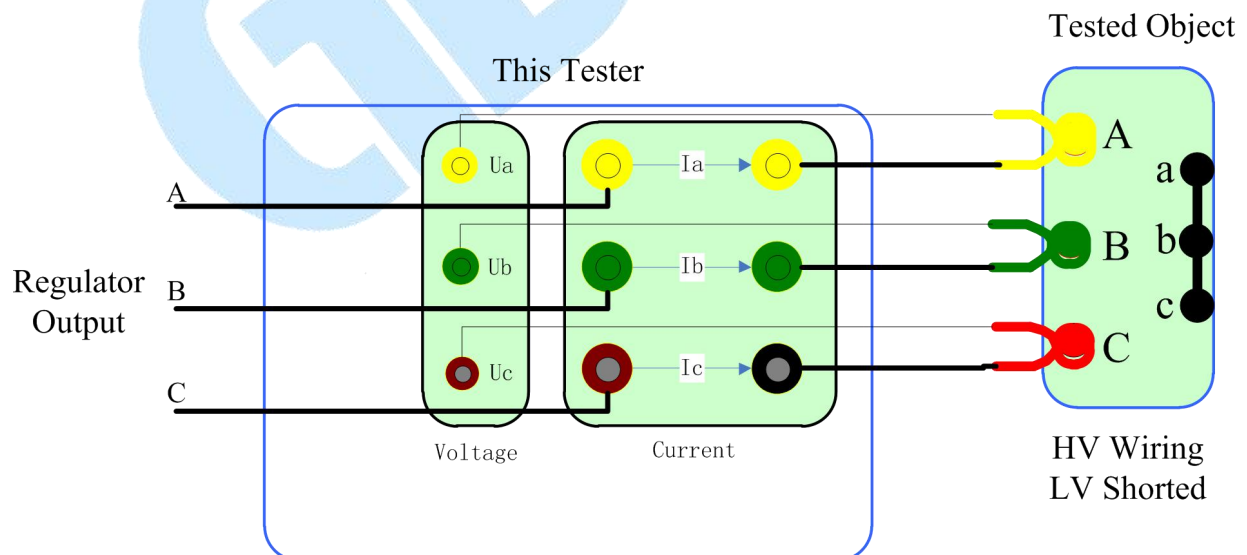 Tested Object
This Tester
A
Ua
Ia
A
a
Regulator
Output
B
Ub
Ib
B
b
C
Uc
Ic
C
c
Voltage
Current
HV Wiring
LV Shorted